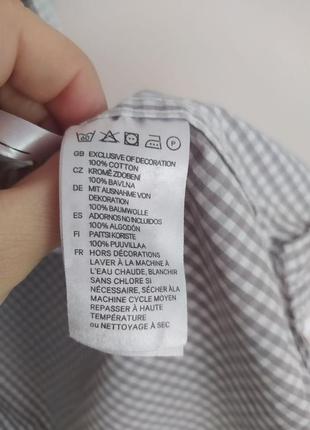 60 P
GB EXCLUSIVE OF DECORATION
100% COTTON
CZ KROMĚ ZDOBENÍ
100% BAVLNA
DE MIT AUSNAHME VON
DEKORATION
100% BAUMWOLLE
ES ADORNOS NO INCLUIDOS
100% ALGODÓN
FI PAITSI KORISTE
100% PUUVILLAA
FR HORS DÉCORATIONS
LAVER À LA MACHINE À
L'EAU CHAUDE, BLANCHIR
SANS CHLORE SI
NÉCESSAIRE, SÉCHER À LA
MACHINE CYCLE MOYEN
REPASSER À HAUTE
TEMPÉRATURE
ou NETTOYAGE À SEC